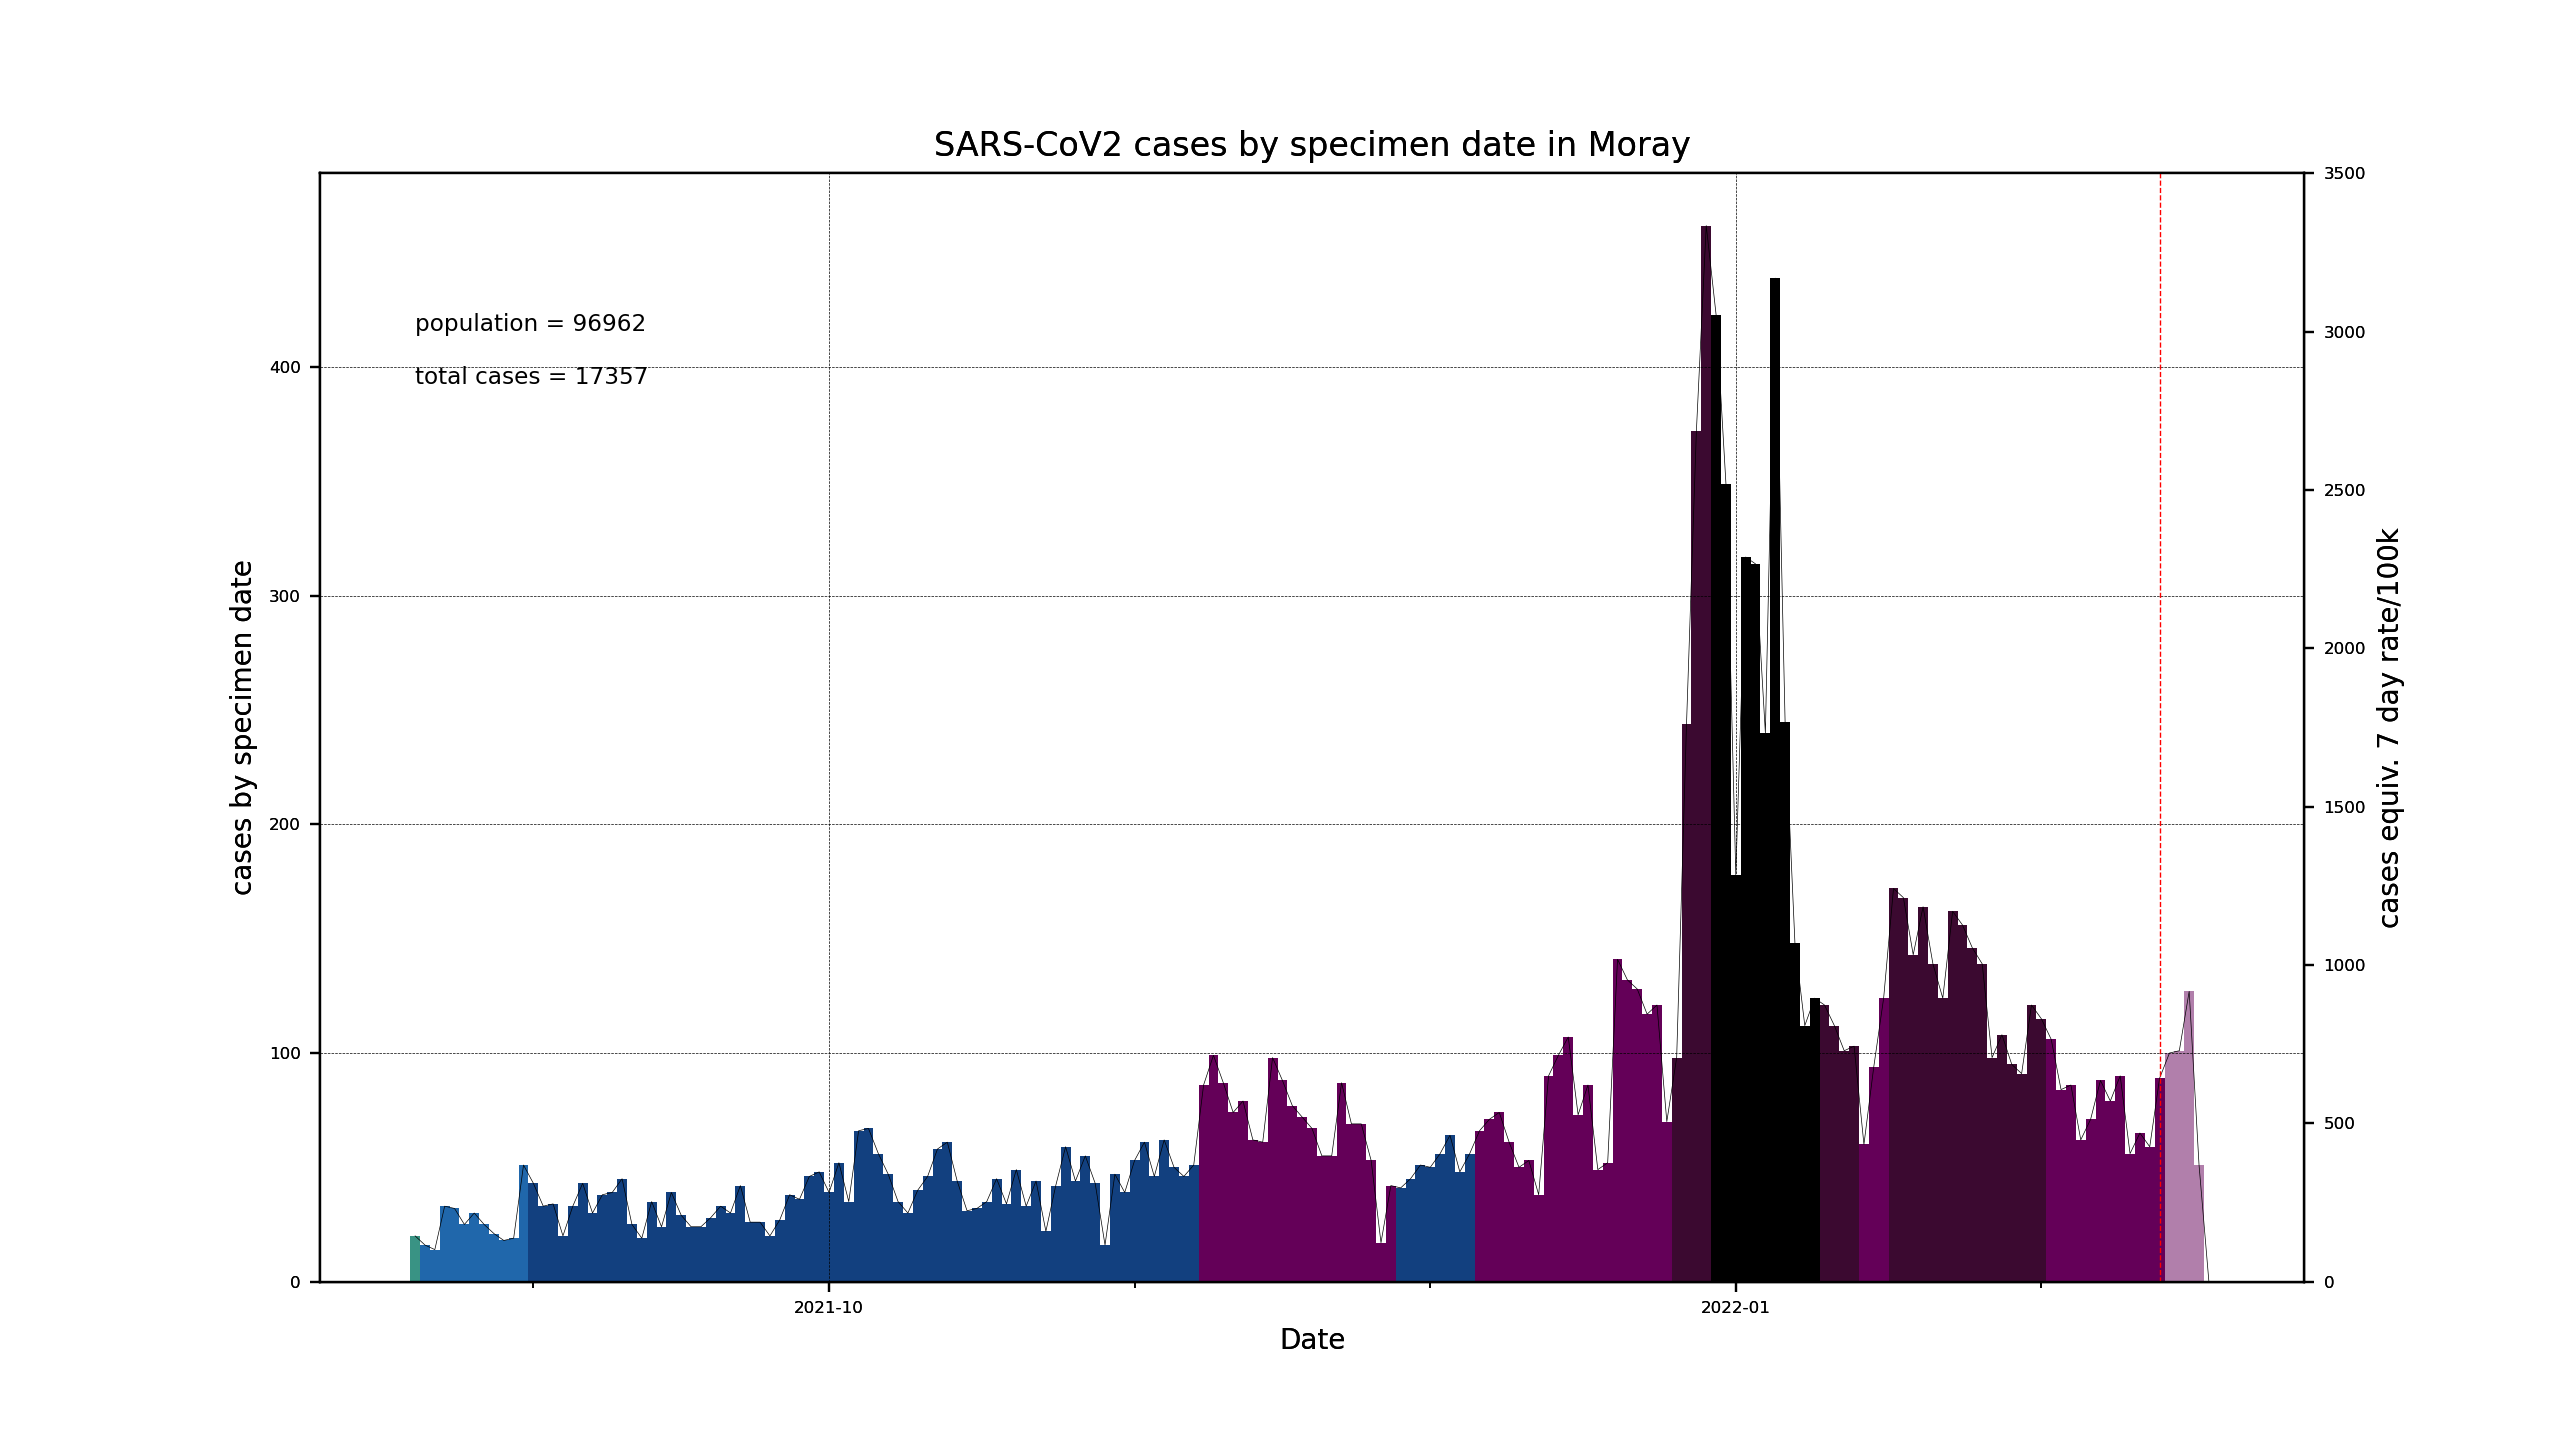 SARS-CoV2 cases by specimen date in Moray
population = 96962
total cases = 17357
cases by specimen date
400
300
200
100
0
3500
3000
2500
2000
1500
1000
500
0
cases equiv. 7 day rate/100k
2021-10
2022-01
Date